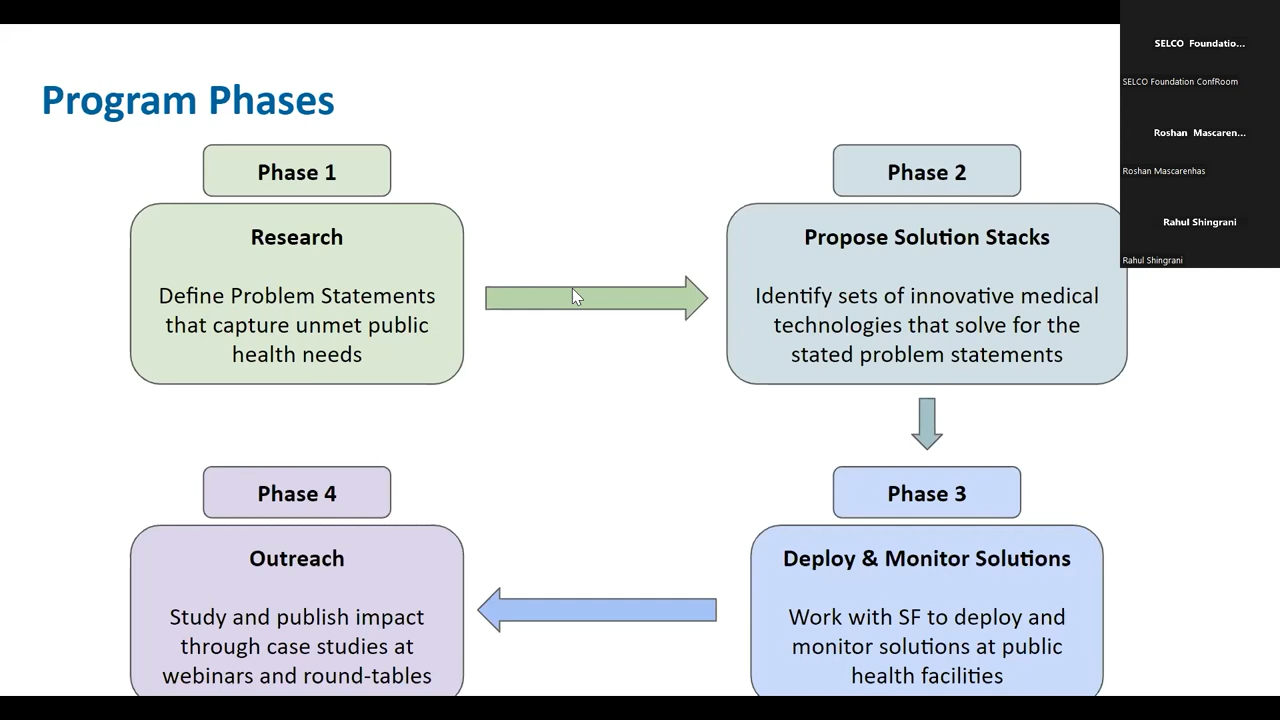 Program Phases
Phase 1
Research
Define Problem Statements
that capture unmet public
health needs
Phase 2
Propose Solution Stacks
Identify sets of innovative medical
technologies that solve for the
stated problem statements
Phase 3
Deploy & Monitor Solutions
Work with SF to deploy and
monitor solutions at public
health facilities
Phase 4
Outreach
Study and publish impact
through case studies at
webinars and round-tables
SELCO Foundatio...
SELCO Foundation ConfRoom
Roshan Mascaren...
Roshan Mascarenhas
Rahul Shingrani
Rahul Shingrani